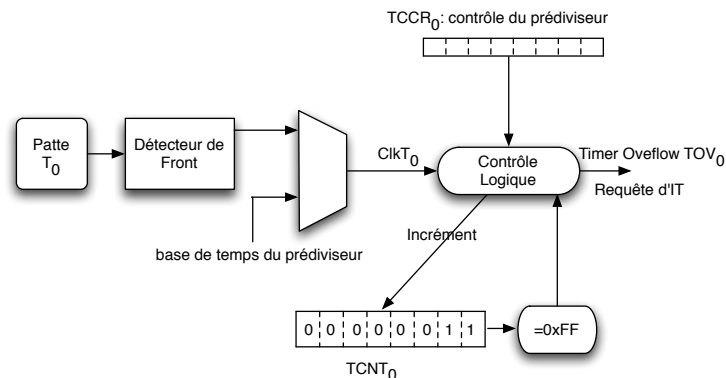 TCCR0: contrôle du prédiviseur
Patte
T0
Détecteur de
Front
ClkT0
Contrôle
Logique
Timer Oveflow TOV0
Requête d'IT
base de temps du prédiviseur
Incrément
0 0 0 0 0 0 1 1
=0xFF
TCNT0